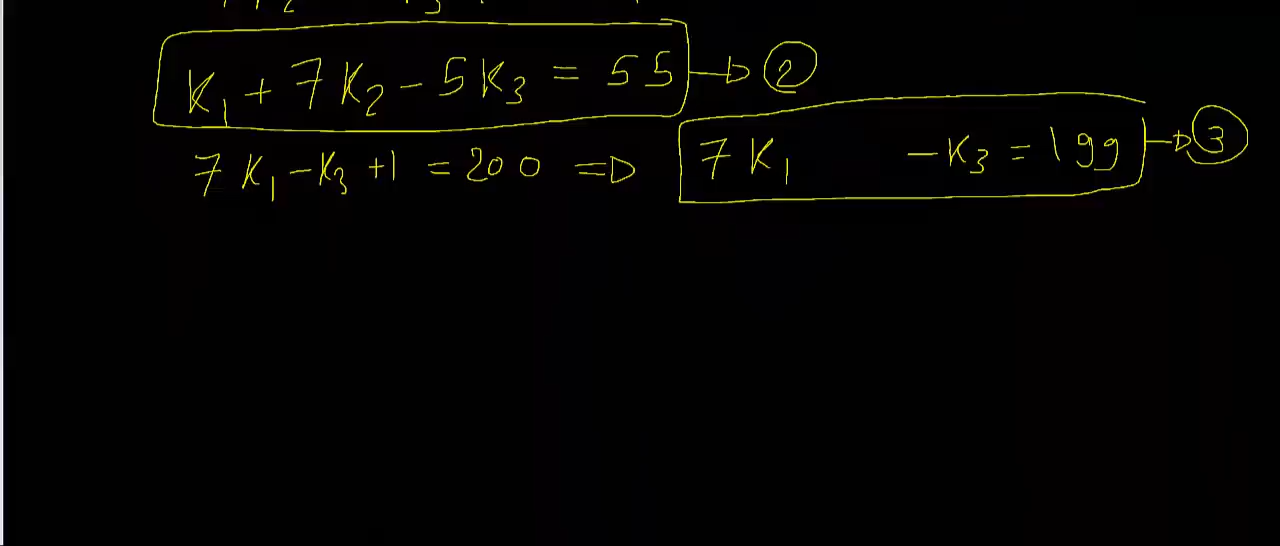 K₁ + 7K₂ - 5K₃ = 55 → ②
7K₁ - K₃ + 1 = 200 ⇒ 7K₁ - K₃ = 199 → ③